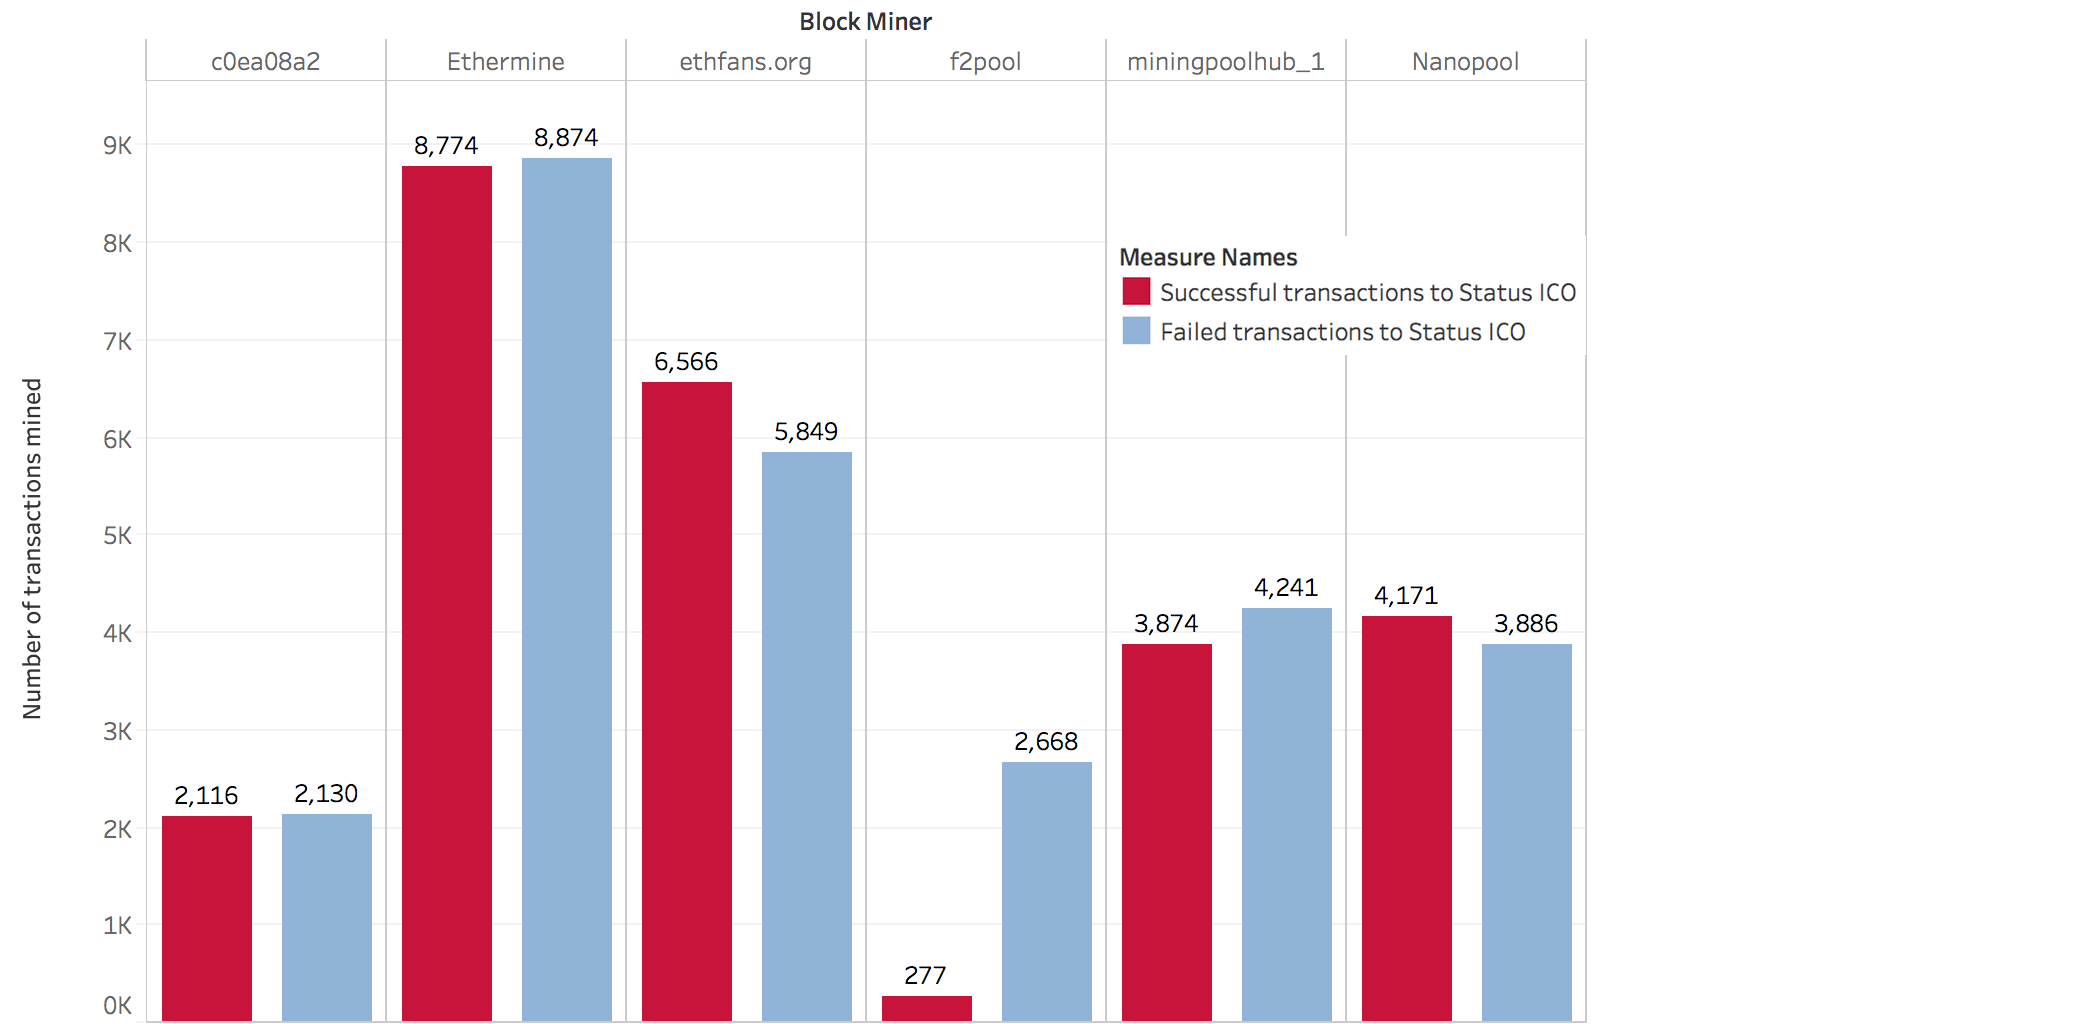 Block Miner
c0ea08a2 Ethermine ethfans.org f2pool miningpoolhub_1 Nanopool
9K
8K
7K
6K
5K
4K
3K
2K
1K
0K
Number of transactions mined
2,116 2,130
8,774 8,874
6,566 5,849
277 2,668
3,874 4,241
4,171 3,886
Measure Names
Successful transactions to Status ICO
Failed transactions to Status ICO